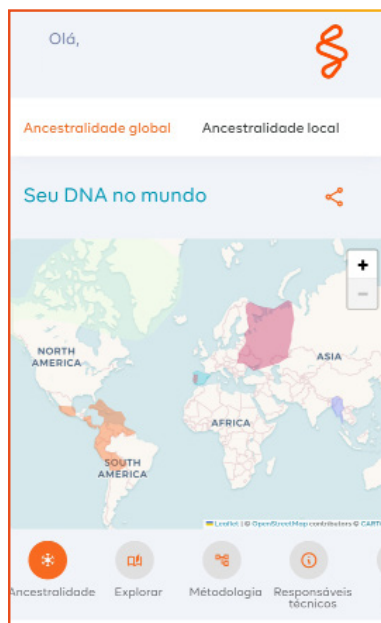 Olá,
Ancestralidade global Ancestralidade local
Seu DNA no mundo
+
−
NORTH
AMERICA
ASIA
AFRICA
SOUTH
AMERICA
Leaflet | © OpenStreetMap contributors © CART
Ancestralidade Explorar Métodologia Responsáveis
técnicos